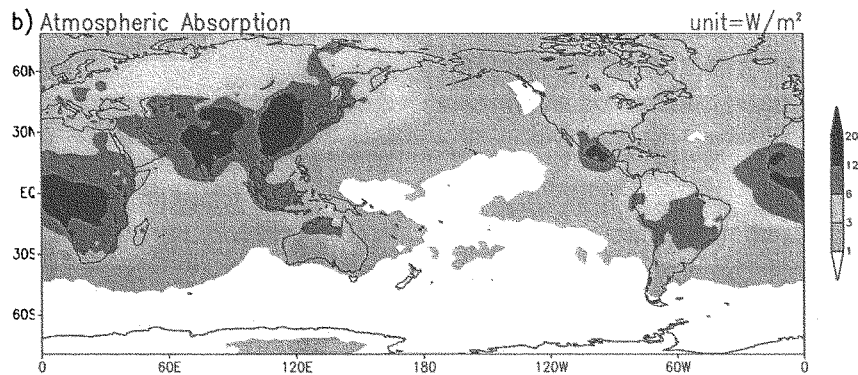 b) Atmospheric Absorption unit=W/m²
60N
30N
EQ
30S
60S
0 60E 120E 180 120W 60W 0
20
12
6
3
1